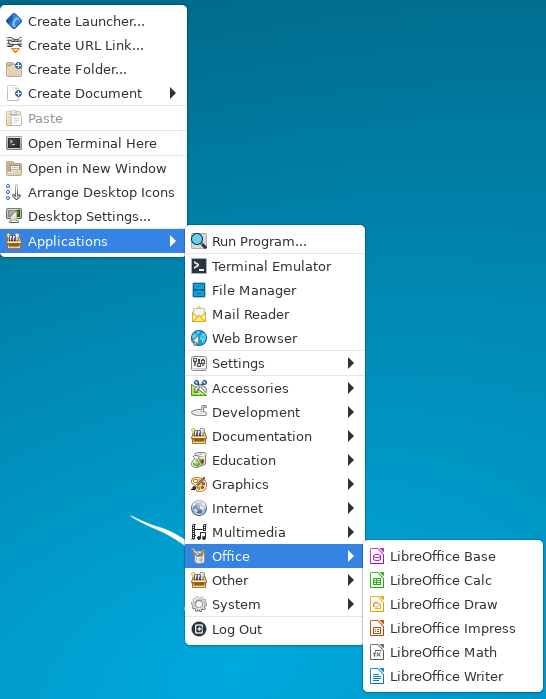 Create Launcher...
Create URL Link...
Create Folder...
Create Document
Paste
Open Terminal Here
Open in New Window
Arrange Desktop Icons
Desktop Settings...
Applications
Run Program...
Terminal Emulator
File Manager
Mail Reader
Web Browser
Settings
Accessories
Development
Documentation
Education
Graphics
Internet
Multimedia
Office
Other
System
Log Out
LibreOffice Base
LibreOffice Calc
LibreOffice Draw
LibreOffice Impress
LibreOffice Math
LibreOffice Writer